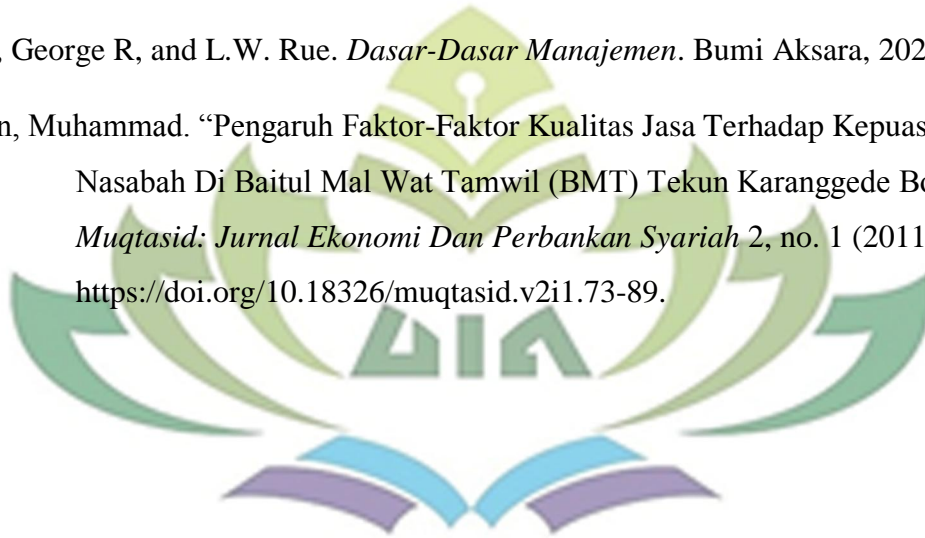 , George R, and L.W. Rue. Dasar-Dasar Manajemen. Bumi Aksara, 202
n, Muhammad. “Pengaruh Faktor-Faktor Kualitas Jasa Terhadap Kepuas
Nasabah Di Baitul Mal Wat Tamwil (BMT) Tekun Karanggede Bo
Muqtasid: Jurnal Ekonomi Dan Perbankan Syariah 2, no. 1 (2011
https://doi.org/10.18326/muqtasid.v2i1.73-89.
UIN